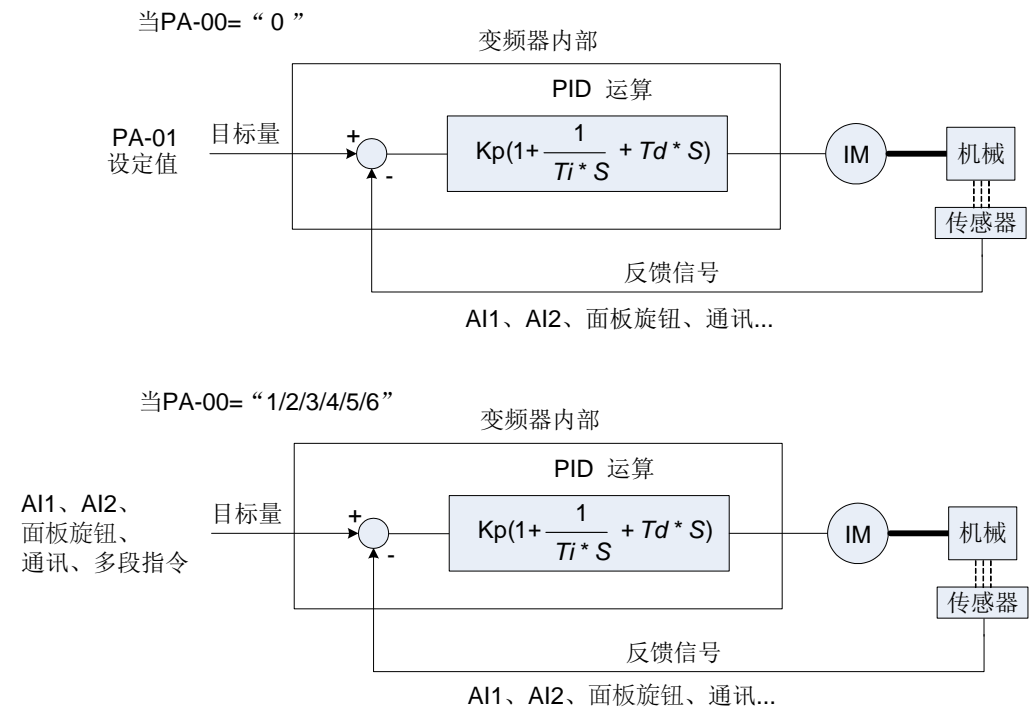 当PA-00=“ 0 ”
变频器内部
PID 运算
PA-01
设定值
目标量
+
-
Kp(1+ 1/(Ti * S) + Td * S)
IM
机械
传感器
反馈信号
AI1、AI2、面板旋钮、通讯...
当PA-00=“1/2/3/4/5/6”
变频器内部
PID 运算
AI1、AI2、
面板旋钮、
通讯、多段指令
目标量
+
-
Kp(1+ 1/(Ti * S) + Td * S)
IM
机械
传感器
反馈信号
AI1、AI2、面板旋钮、通讯...